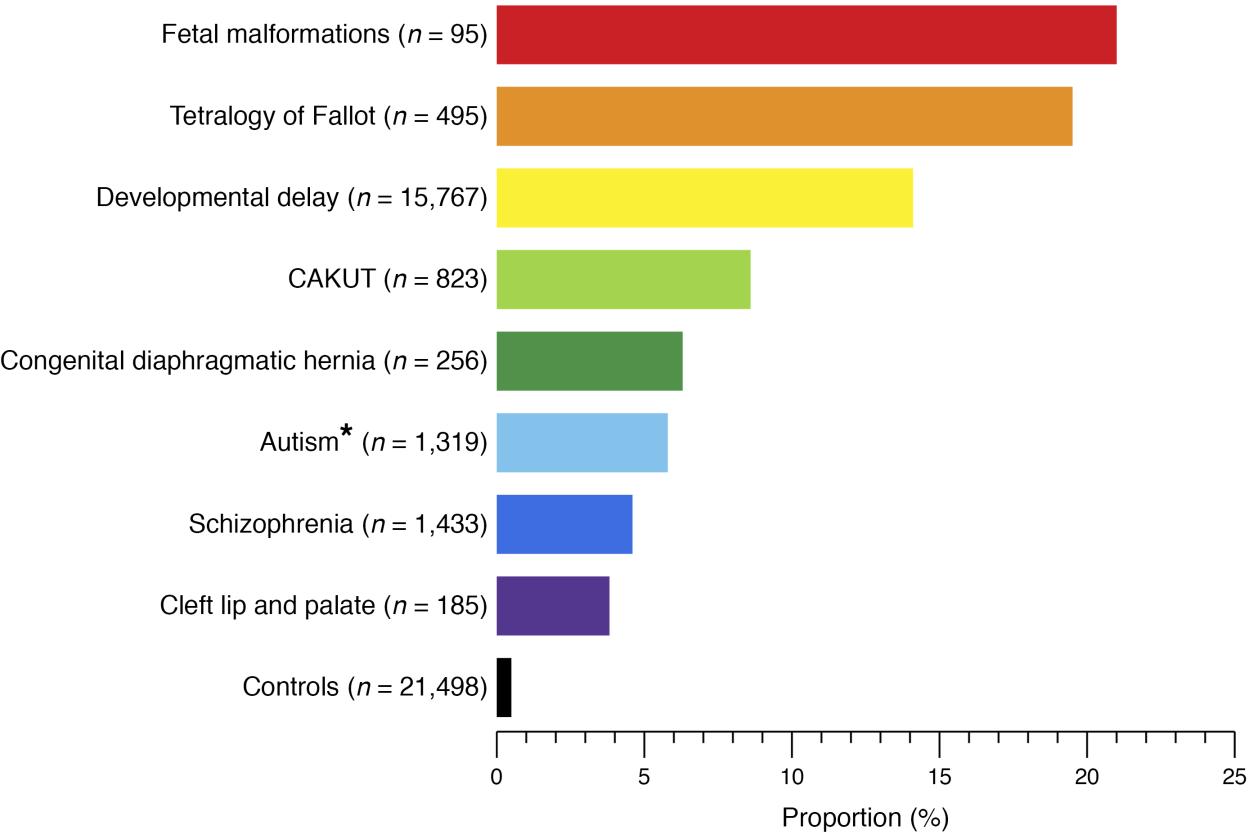 Fetal malformations (n = 95)
Tetralogy of Fallot (n = 495)
Developmental delay (n = 15,767)
CAKUT (n = 823)
Congenital diaphragmatic hernia (n = 256)
Autism* (n = 1,319)
Schizophrenia (n = 1,433)
Cleft lip and palate (n = 185)
Controls (n = 21,498)
0 5 10 15 20 25
Proportion (%)